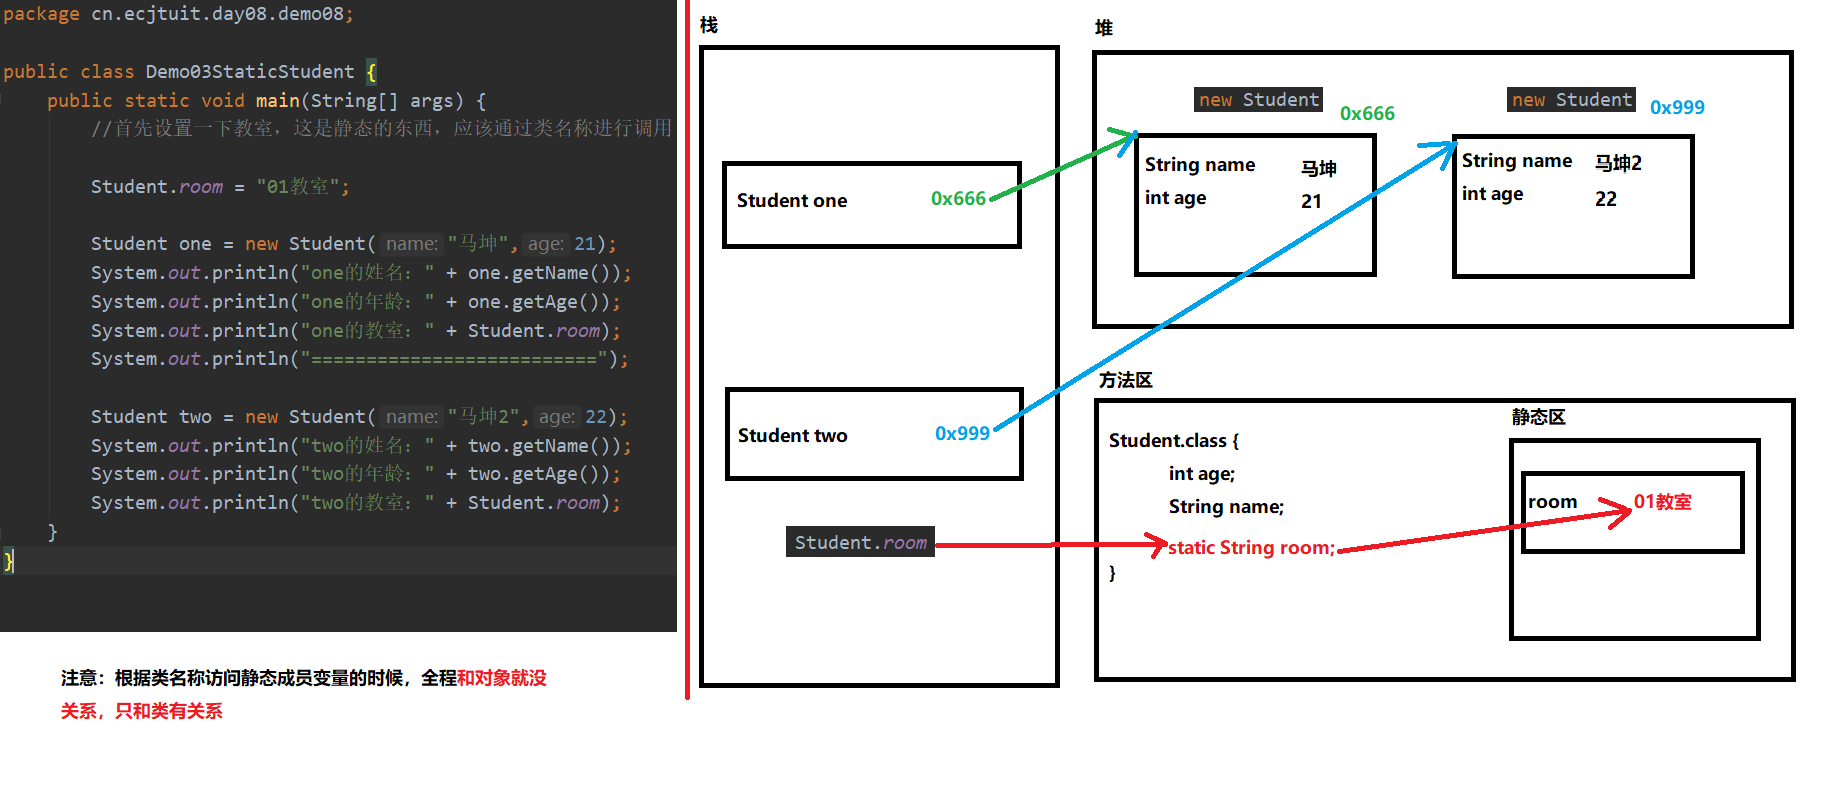 package cn.ecjtuit.day08.demo08;
public class Demo03StaticStudent {
public static void main(String[] args) {
//首先设置一下教室，这是静态的东西，应该通过类名称进行调用
Student.room = "01教室";
Student one = new Student( name: "马坤", age: 21);
System.out.println("one的姓名：" + one.getName());
System.out.println("one的年龄：" + one.getAge());
System.out.println("one的教室：" + Student.room);
System.out.println("==========================");
Student two = new Student( name: "马坤2", age: 22);
System.out.println("two的姓名：" + two.getName());
System.out.println("two的年龄：" + two.getAge());
System.out.println("two的教室：" + Student.room);
}
}
注意：根据类名称访问静态成员变量的时候，全程和对象就没
关系，只和类有关系
栈
Student one 0x666
Student two 0x999
Student.room
堆
new Student 0x666
String name 马坤
int age 21
new Student 0x999
String name 马坤2
int age 22
方法区
Student.class {
int age;
String name;
static String room;
}
静态区
room 01教室